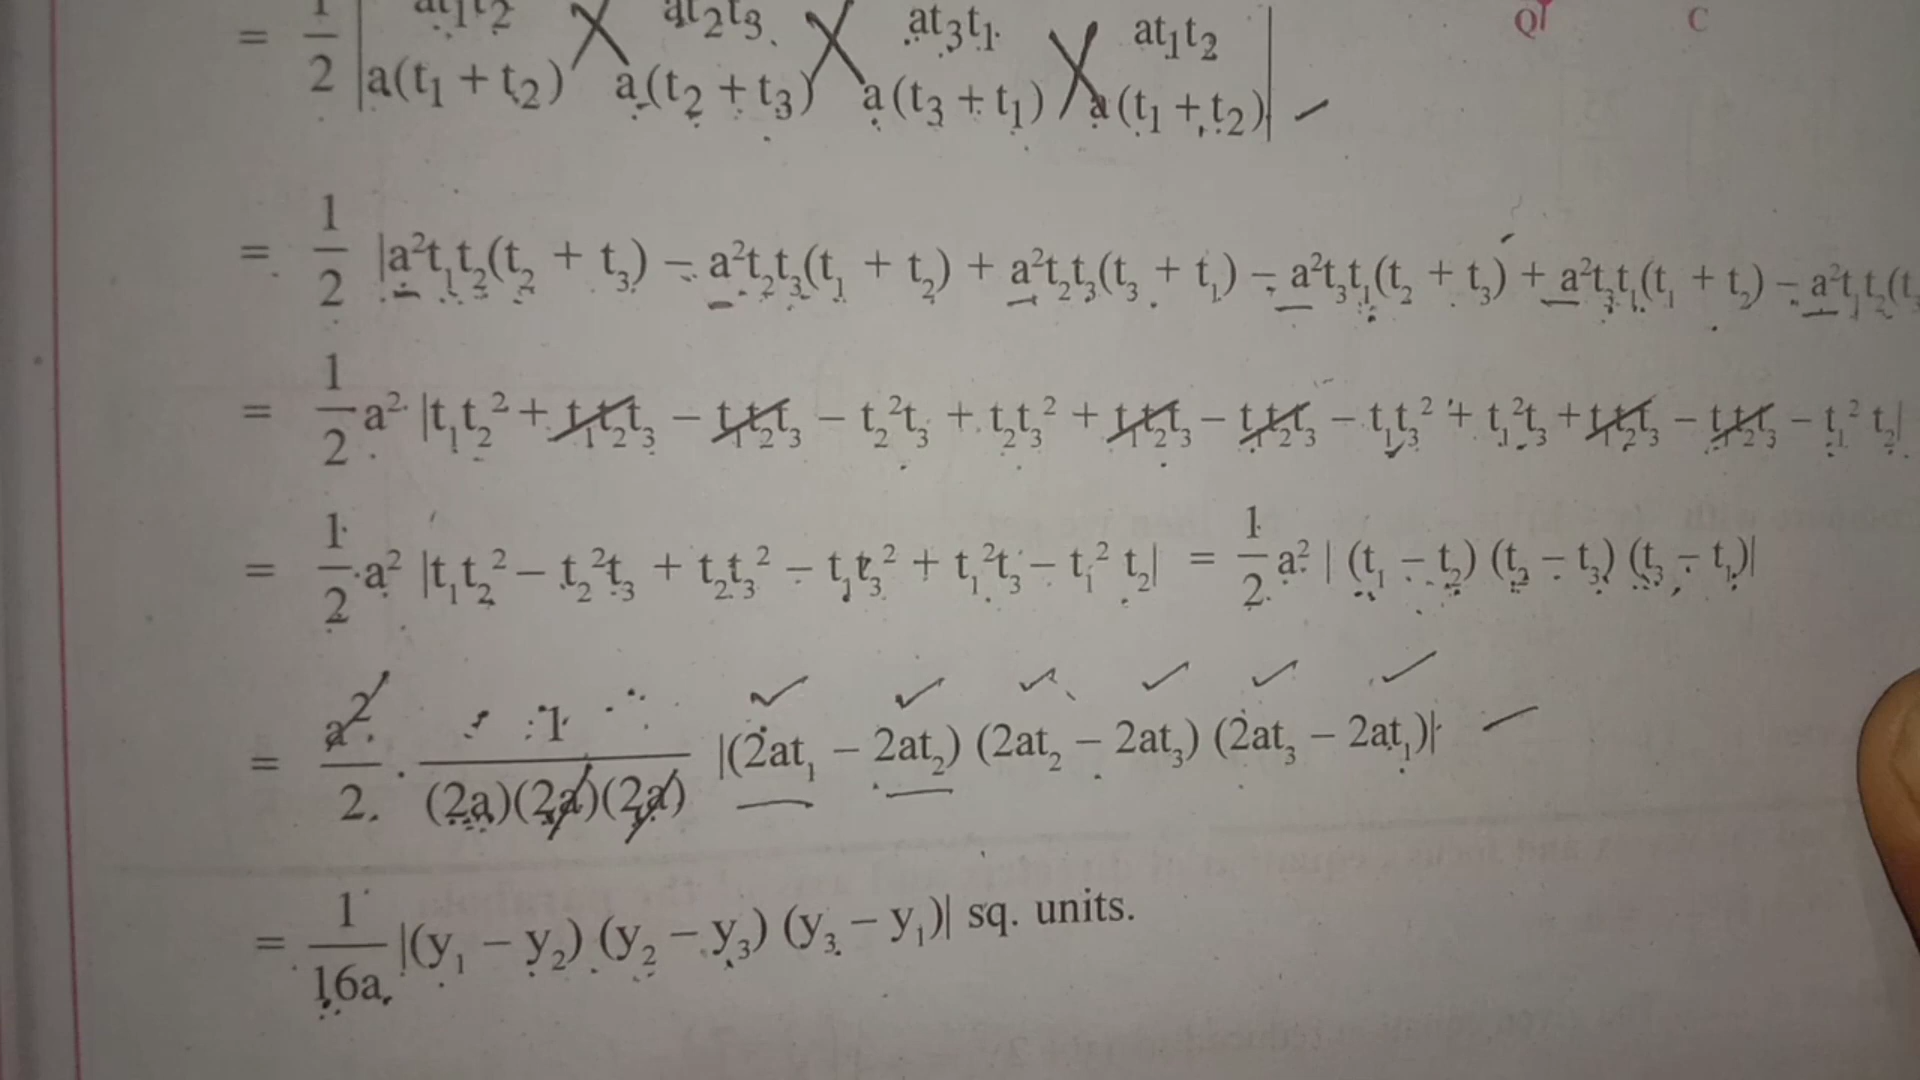 Q C
= 1/2 | at₁t₂ at₂t₃ at₃t₁ at₁t₂ |
a(t₁ + t₂) a(t₂ + t₃) a(t₃ + t₁) a(t₁ + t₂)
= 1/2 |a²t₁t₂(t₂ + t₃) − a²t₂t₃(t₁ + t₂) + a²t₂t₃(t₃ + t₁) − a²t₃t₁(t₂ + t₃) + a²t₃t₁(t₁ + t₂) − a²t₁t₂(t₃
= 1/2 a² |t₁t₂² + t₁t₂t₃ − t₁t₂t₃ − t₂²t₃ + t₂t₃² + t₁t₂t₃ − t₁t₂t₃ − t₁t₃² + t₁²t₃ + t₁t₂t₃ − t₁t₂t₃ − t₁² t₂|
= 1/2 a² |t₁t₂² − t₂²t₃ + t₂t₃² − t₁t₃² + t₁²t₃ − t₁² t₂| = 1/2 a² | (t₁ − t₂) (t₂ − t₃) (t₃ − t₁)|
= a²/2 . 1/(2a)(2a)(2a) |(2at₁ − 2at₂) (2at₂ − 2at₃) (2at₃ − 2at₁)|
= 1/16a |(y₁ − y₂) (y₂ − y₃) (y₃ − y₁)| sq. units.